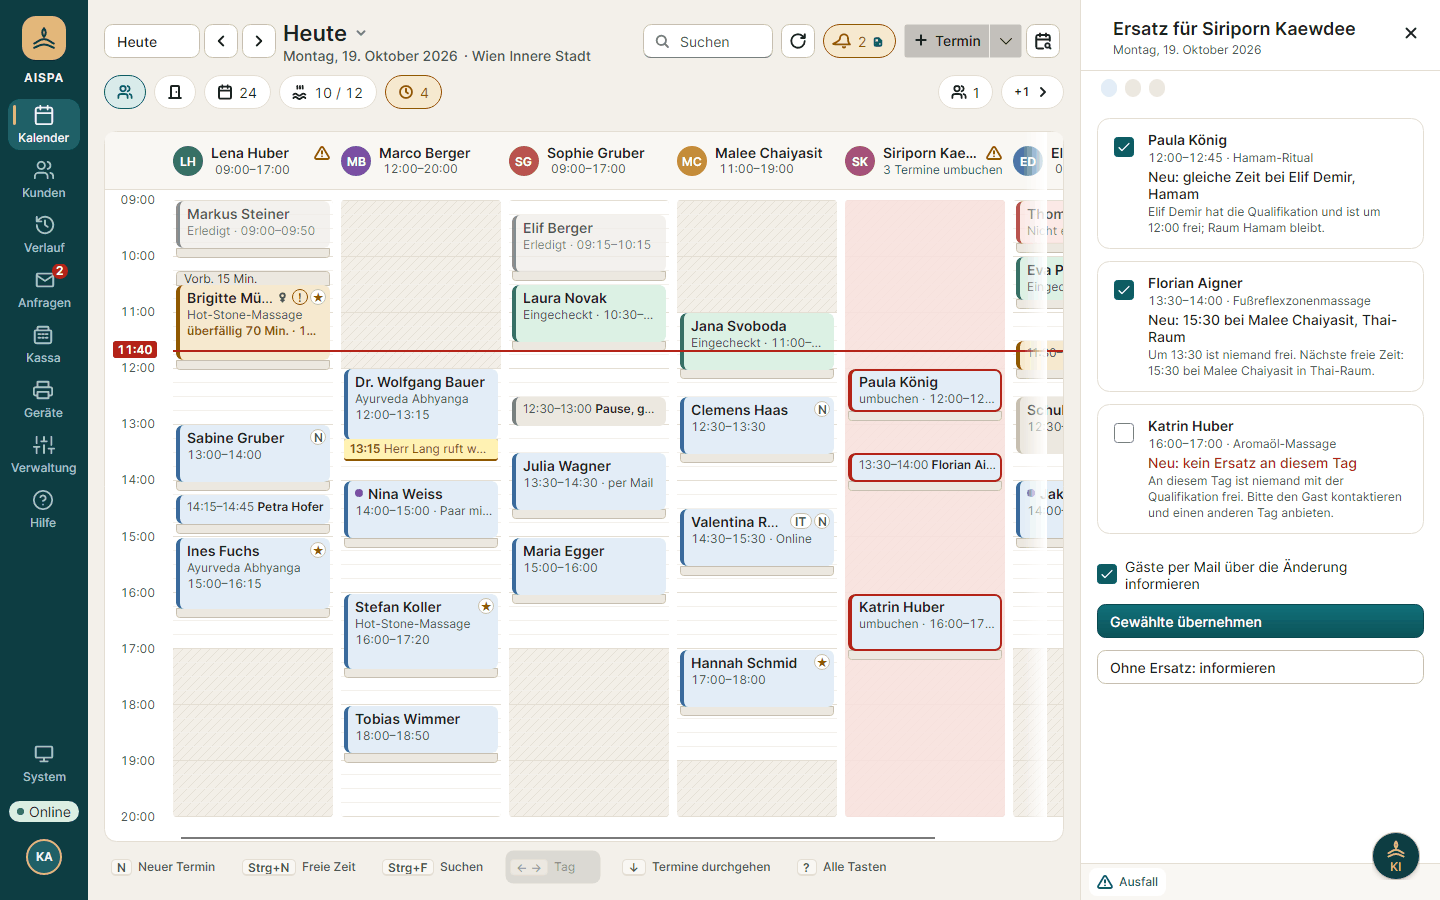 AISPA
Kalender
Kunden
Verlauf
2
Anfragen
Kassa
Geräte
Verwaltung
Hilfe
System
Online
KA
Heute
Heute
Montag, 19. Oktober 2026 · Wien Innere Stadt
Suchen
2
Termin
24
10 / 12
4
1
+1
LH
Lena Huber
09:00–17:00
MB
Marco Berger
12:00–20:00
SG
Sophie Gruber
09:00–17:00
MC
Malee Chaiyasit
11:00–19:00
SK
Siriporn Kae...
3 Termine umbuchen
ED
09:00
10:00
11:00
11:40
12:00
13:00
14:00
15:00
16:00
17:00
18:00
19:00
20:00
Markus Steiner
Erledigt · 09:00–09:50
Vorb. 15 Min.
Brigitte Mü...
Hot-Stone-Massage
überfällig 70 Min. · 1...
Sabine Gruber
N
13:00–14:00
14:15–14:45 Petra Hofer
Ines Fuchs
Ayurveda Abhyanga
15:00–16:15
Dr. Wolfgang Bauer
Ayurveda Abhyanga
12:00–13:15
13:15 Herr Lang ruft w...
Nina Weiss
14:00–15:00 · Paar mi...
Stefan Koller
Hot-Stone-Massage
16:00–17:20
Tobias Wimmer
18:00–18:50
Elif Berger
Erledigt · 09:15–10:15
Laura Novak
Eingecheckt · 10:30–...
12:30–13:00 Pause, g...
Julia Wagner
13:30–14:30 · per Mail
Maria Egger
15:00–16:00
Jana Svoboda
Eingecheckt · 11:00–...
Clemens Haas
N
12:30–13:30
Valentina R...
IT
N
14:30–15:30 · Online
Hannah Schmid
17:00–18:00
Paula König
umbuchen · 12:00–12...
13:30–14:00 Florian Ai...
Katrin Huber
umbuchen · 16:00–17...
Ersatz für Siriporn Kaewdee
Montag, 19. Oktober 2026
Paula König
12:00–12:45 · Hamam-Ritual
Neu: gleiche Zeit bei Elif Demir,
Hamam
Elif Demir hat die Qualifikation und ist um
12:00 frei; Raum Hamam bleibt.
Florian Aigner
13:30–14:00 · Fußreflexzonenmassage
Neu: 15:30 bei Malee Chaiyasit, Thai-
Raum
Um 13:30 ist niemand frei. Nächste freie Zeit:
15:30 bei Malee Chaiyasit in Thai-Raum.
Katrin Huber
16:00–17:00 · Aromaöl-Massage
Neu: kein Ersatz an diesem Tag
An diesem Tag ist niemand mit der
Qualifikation frei. Bitte den Gast kontaktieren
und einen anderen Tag anbieten.
Gäste per Mail über die Änderung
informieren
Gewählte übernehmen
Ohne Ersatz: informieren
Ausfall
KI
N Neuer Termin
Strg+N Freie Zeit
Strg+F Suchen
← → Tag
↓ Termine durchgehen
? Alle Tasten